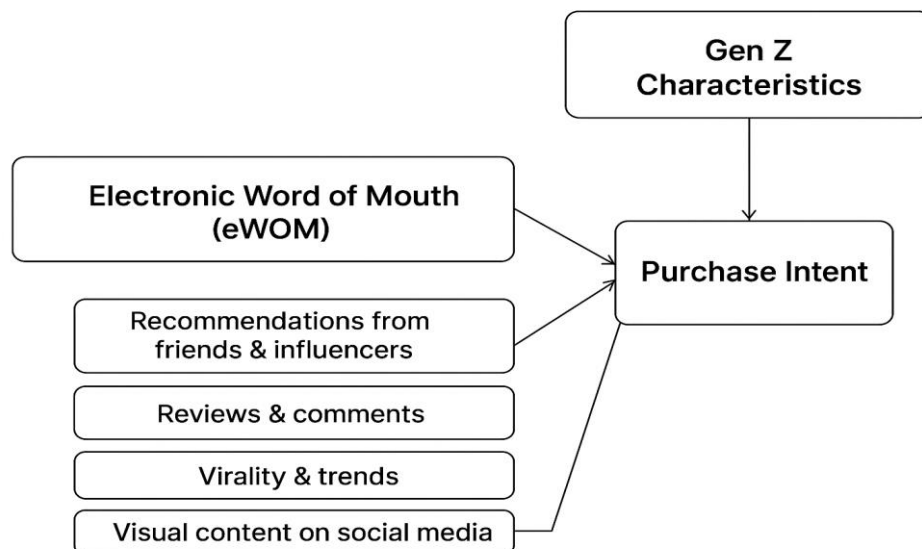 Gen Z
Characteristics
Electronic Word of Mouth
(eWOM)
Purchase Intent
Recommendations from
friends & influencers
Reviews & comments
Virality & trends
Visual content on social media